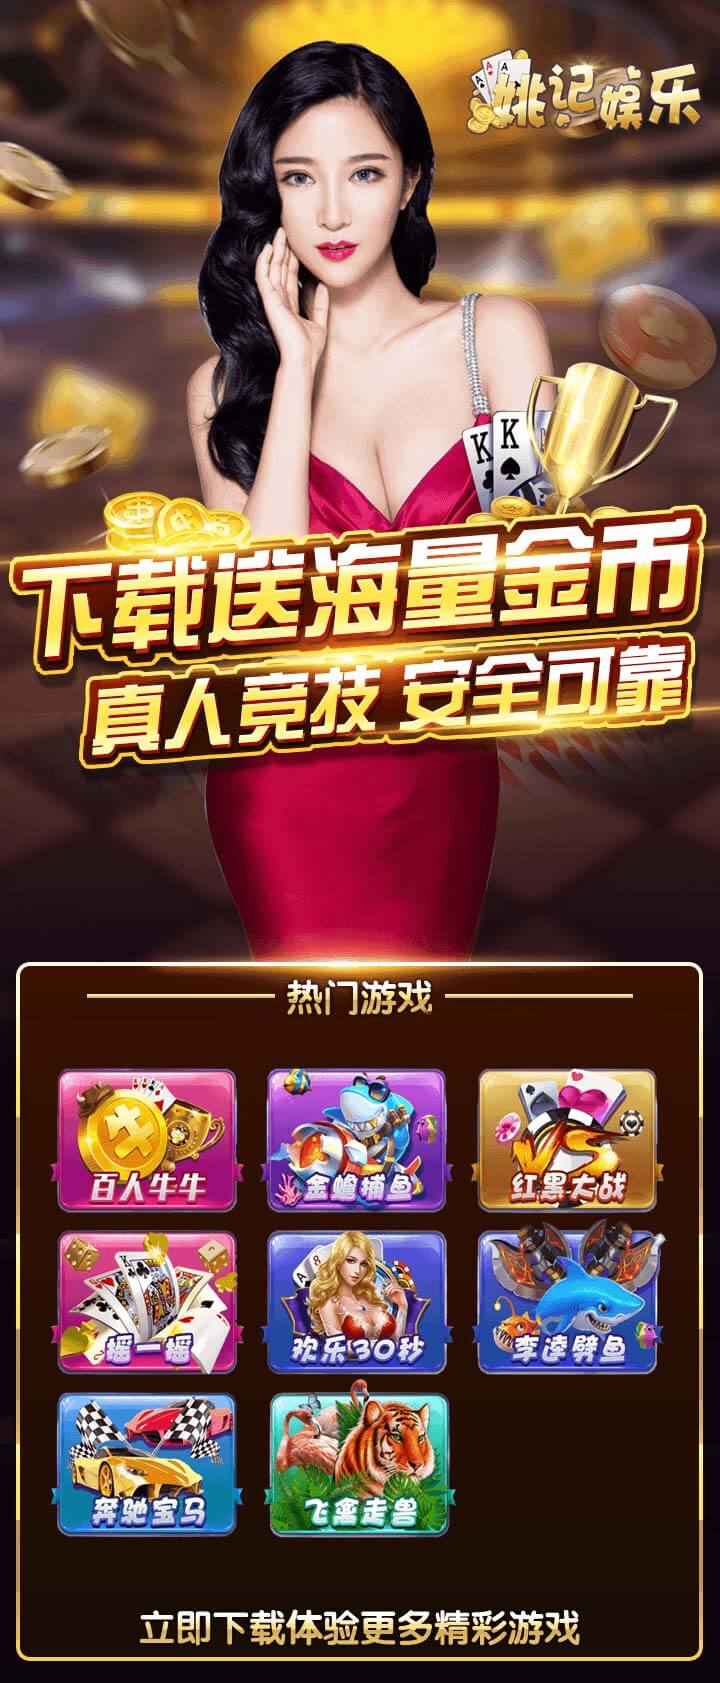 姚记娱乐
下载送海量金币
真人竞技 安全可靠
热门游戏
百人牛牛
金蟾捕鱼
红黑大战
摇一摇
欢乐30秒
李逵劈鱼
奔驰宝马
飞禽走兽
立即下载体验更多精彩游戏